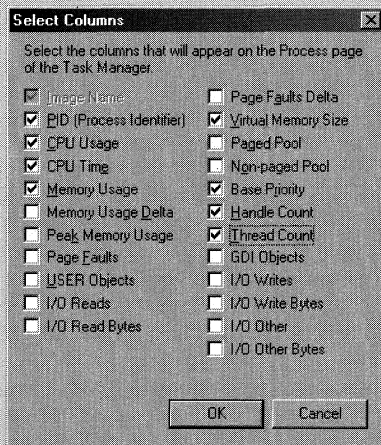 Select Columns
Select the columns that will appear on the Process page
of the Task Manager.
Image Name
PID (Process Identifier)
CPU Usage
CPU Time
Memory Usage
Memory Usage Delta
Peak Memory Usage
Page Faults
USER Objects
I/O Reads
I/O Read Bytes
Page Faults Delta
Virtual Memory Size
Paged Pool
Non-paged Pool
Base Priority
Handle Count
Thread Count
GDI Objects
I/O Writes
I/O Write Bytes
I/O Other
I/O Other Bytes
OK
Cancel